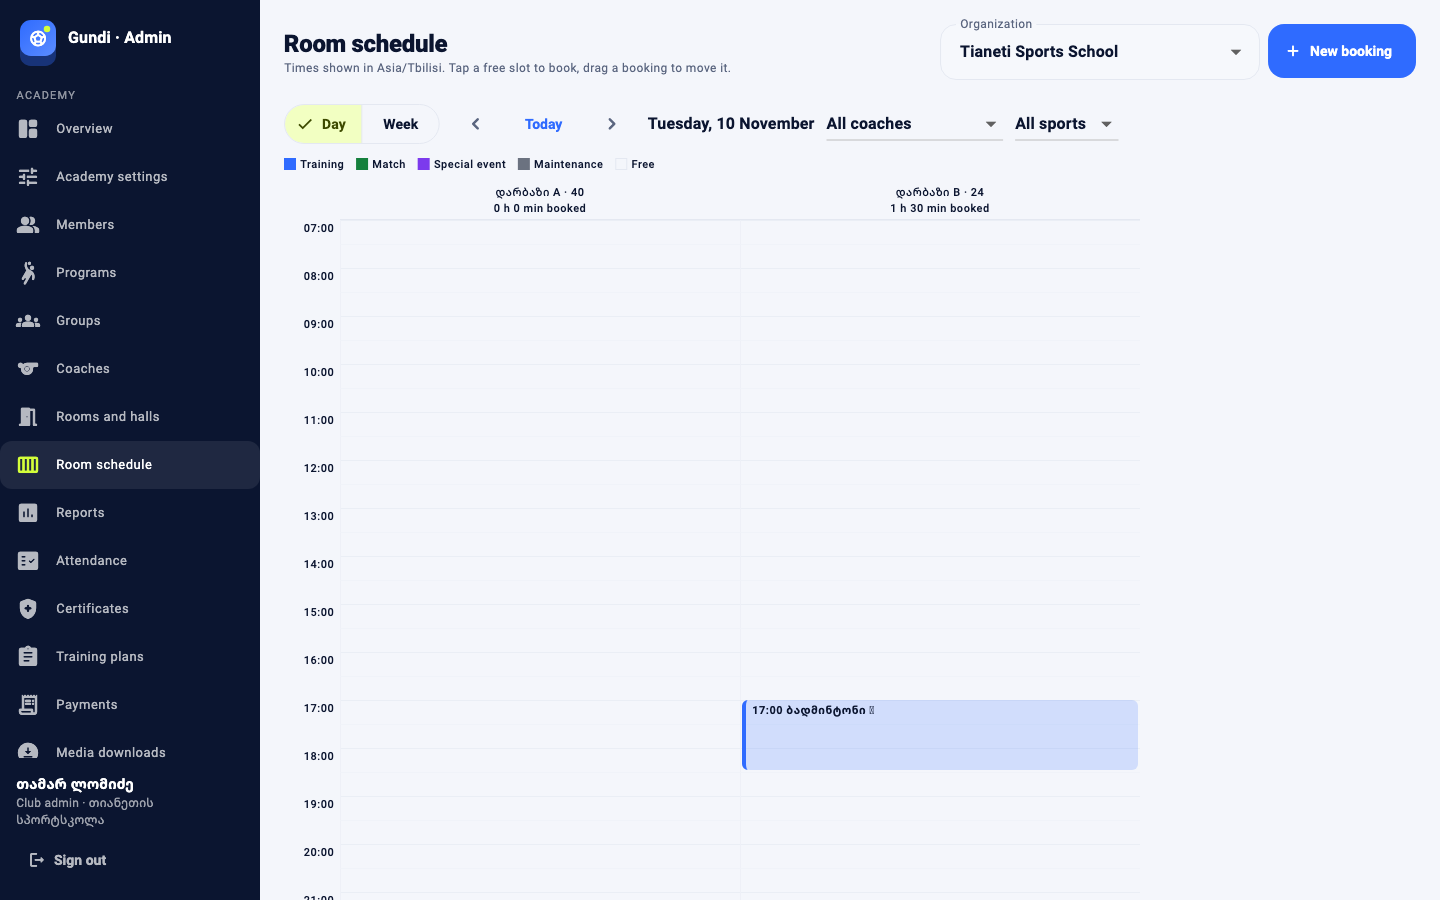 Gundi · Admin
ACADEMY
Overview
Academy settings
Members
Programs
Groups
Coaches
Rooms and halls
Room schedule
Reports
Attendance
Certificates
Training plans
Payments
Media downloads
თამარ ლომიძე
Club admin · თიანეთის
სპორტსკოლა
Sign out
Room schedule
Times shown in Asia/Tbilisi. Tap a free slot to book, drag a booking to move it.
Organization
Tianeti Sports School
New booking
Day
Week
Today
Tuesday, 10 November
All coaches
All sports
Training
Match
Special event
Maintenance
Free
დარბაზი A · 40
0 h 0 min booked
დარბაზი B · 24
1 h 30 min booked
07:00
08:00
09:00
10:00
11:00
12:00
13:00
14:00
15:00
16:00
17:00
17:00 ბადმინტონი
18:00
19:00
20:00
21:00